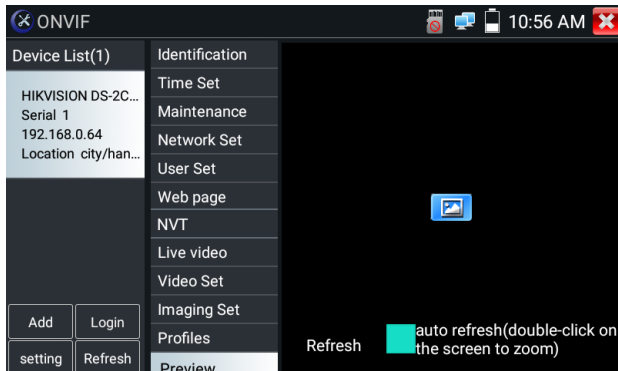 ONVIF
10:56 AM
Device List(1)
HIKVISION DS-2C...
Serial 1
192.168.0.64
Location city/han...
Add
Login
setting
Refresh
Identification
Time Set
Maintenance
Network Set
User Set
Web page
NVT
Live video
Video Set
Imaging Set
Profiles
Preview
Refresh
auto refresh(double-click on
the screen to zoom)